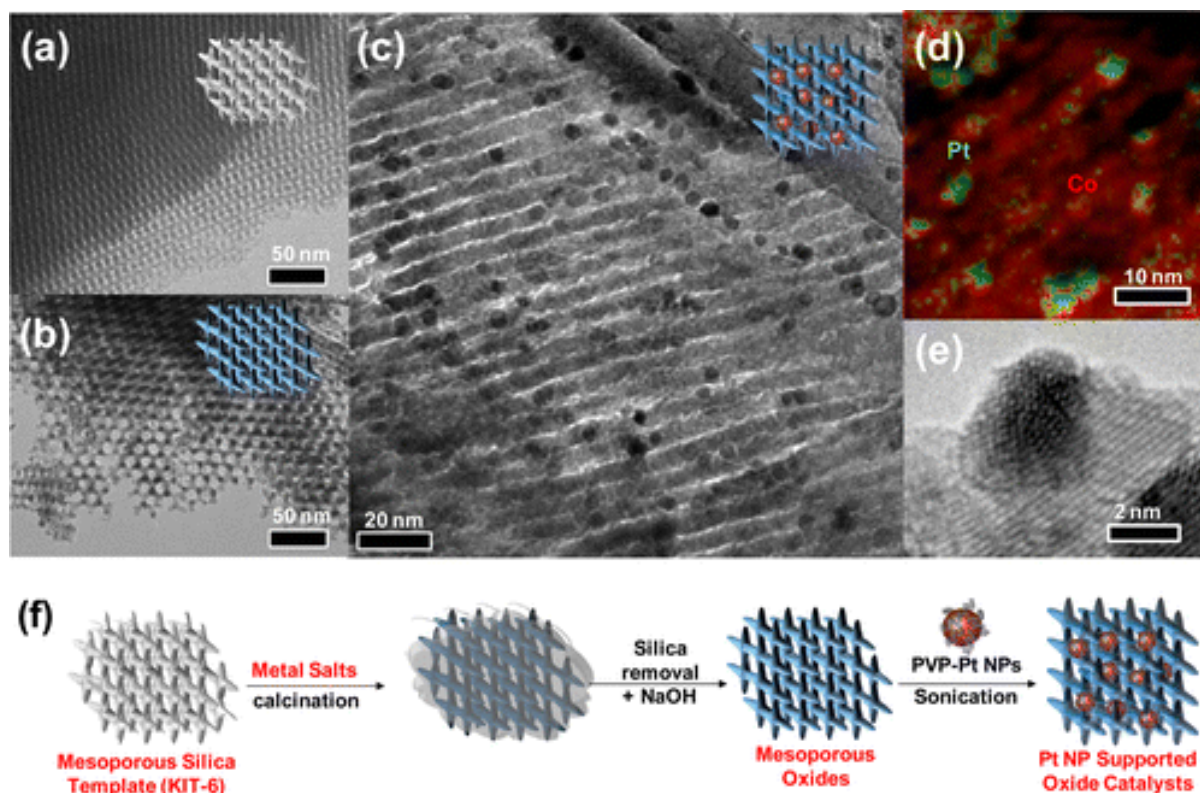 (a)
50 nm
(b)
50 nm
(c)
20 nm
(d)
Pt
Co
10 nm
(e)
2 nm
(f)
Mesoporous Silica
Template (KIT-6)
Metal Salts
calcination
Silica
removal
+ NaOH
Mesoporous
Oxides
PVP-Pt NPs
Sonication
Pt NP Supported
Oxide Catalysts